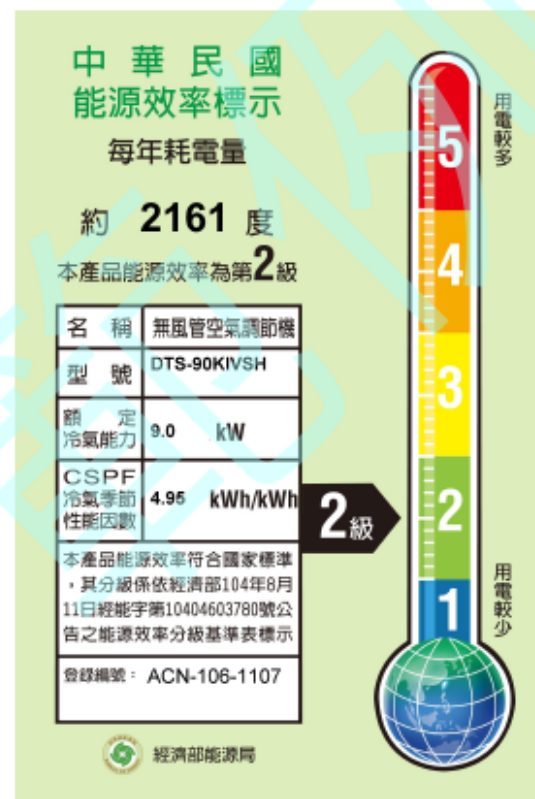 中華民國
能源效率標示
每年耗電量
約 2161 度
本產品能源效率為第2級
名稱 無風管空氣調節機
型號 DTS-90KIVSH
額定
冷氣能力 9.0 kW
CSPF
冷氣季節 4.95 kWh/kWh
性能因數
本產品能源效率符合國家標準
，其分級係依經濟部104年8月
11日經能字第10404603780號公
告之能源效率分級基準表標示
登錄編號： ACN-106-1107
經濟部能源局
2級
用電較多
5
4
3
2
1
用電較少